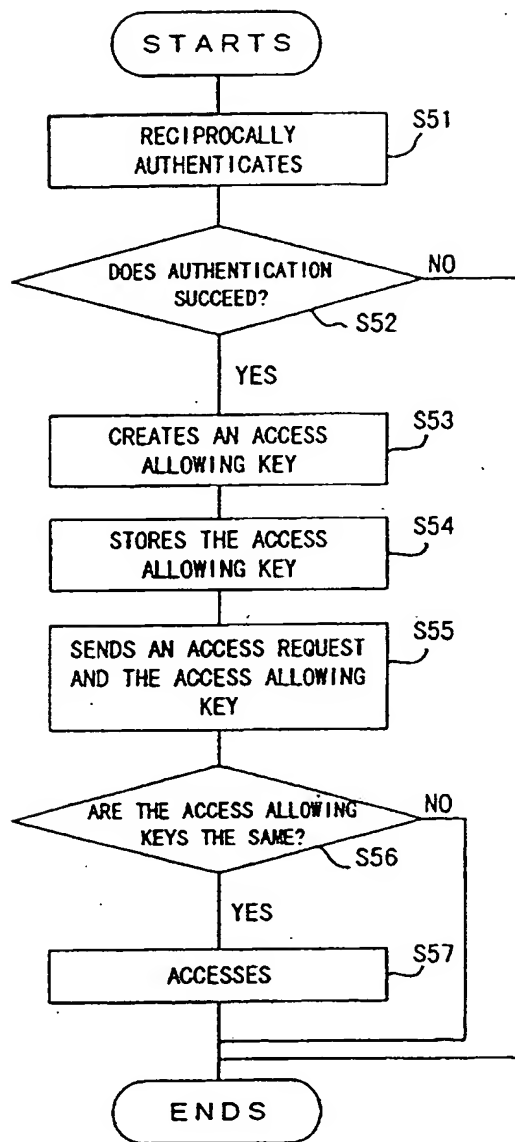 STARTS
S51
RECIPROCALLY
AUTHENTICATES
DOES AUTHENTICATION
SUCCEED?
NO
S52
YES
S53
CREATES AN ACCESS
ALLOWING KEY
S54
STORES THE ACCESS
ALLOWING KEY
S55
SENDS AN ACCESS REQUEST
AND THE ACCESS ALLOWING
KEY
ARE THE ACCESS ALLOWING
KEYS THE SAME?
NO
S56
YES
S57
ACCESSES
ENDS